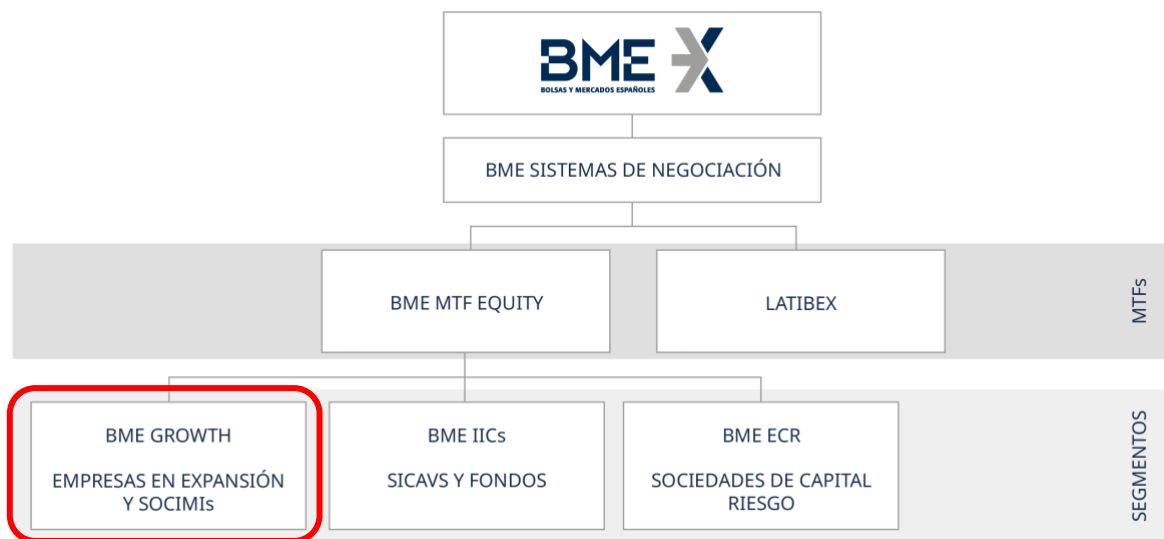 BME
BOLSAS Y MERCADOS ESPAÑOLES
BME SISTEMAS DE NEGOCIACIÓN
BME MTF EQUITY
LATIBEX
MTFs
BME GROWTH
EMPRESAS EN EXPANSIÓN
Y SOCIMIs
BME IICs
SICAVS Y FONDOS
BME ECR
SOCIEDADES DE CAPITAL
RIESGO
SEGMENTOS